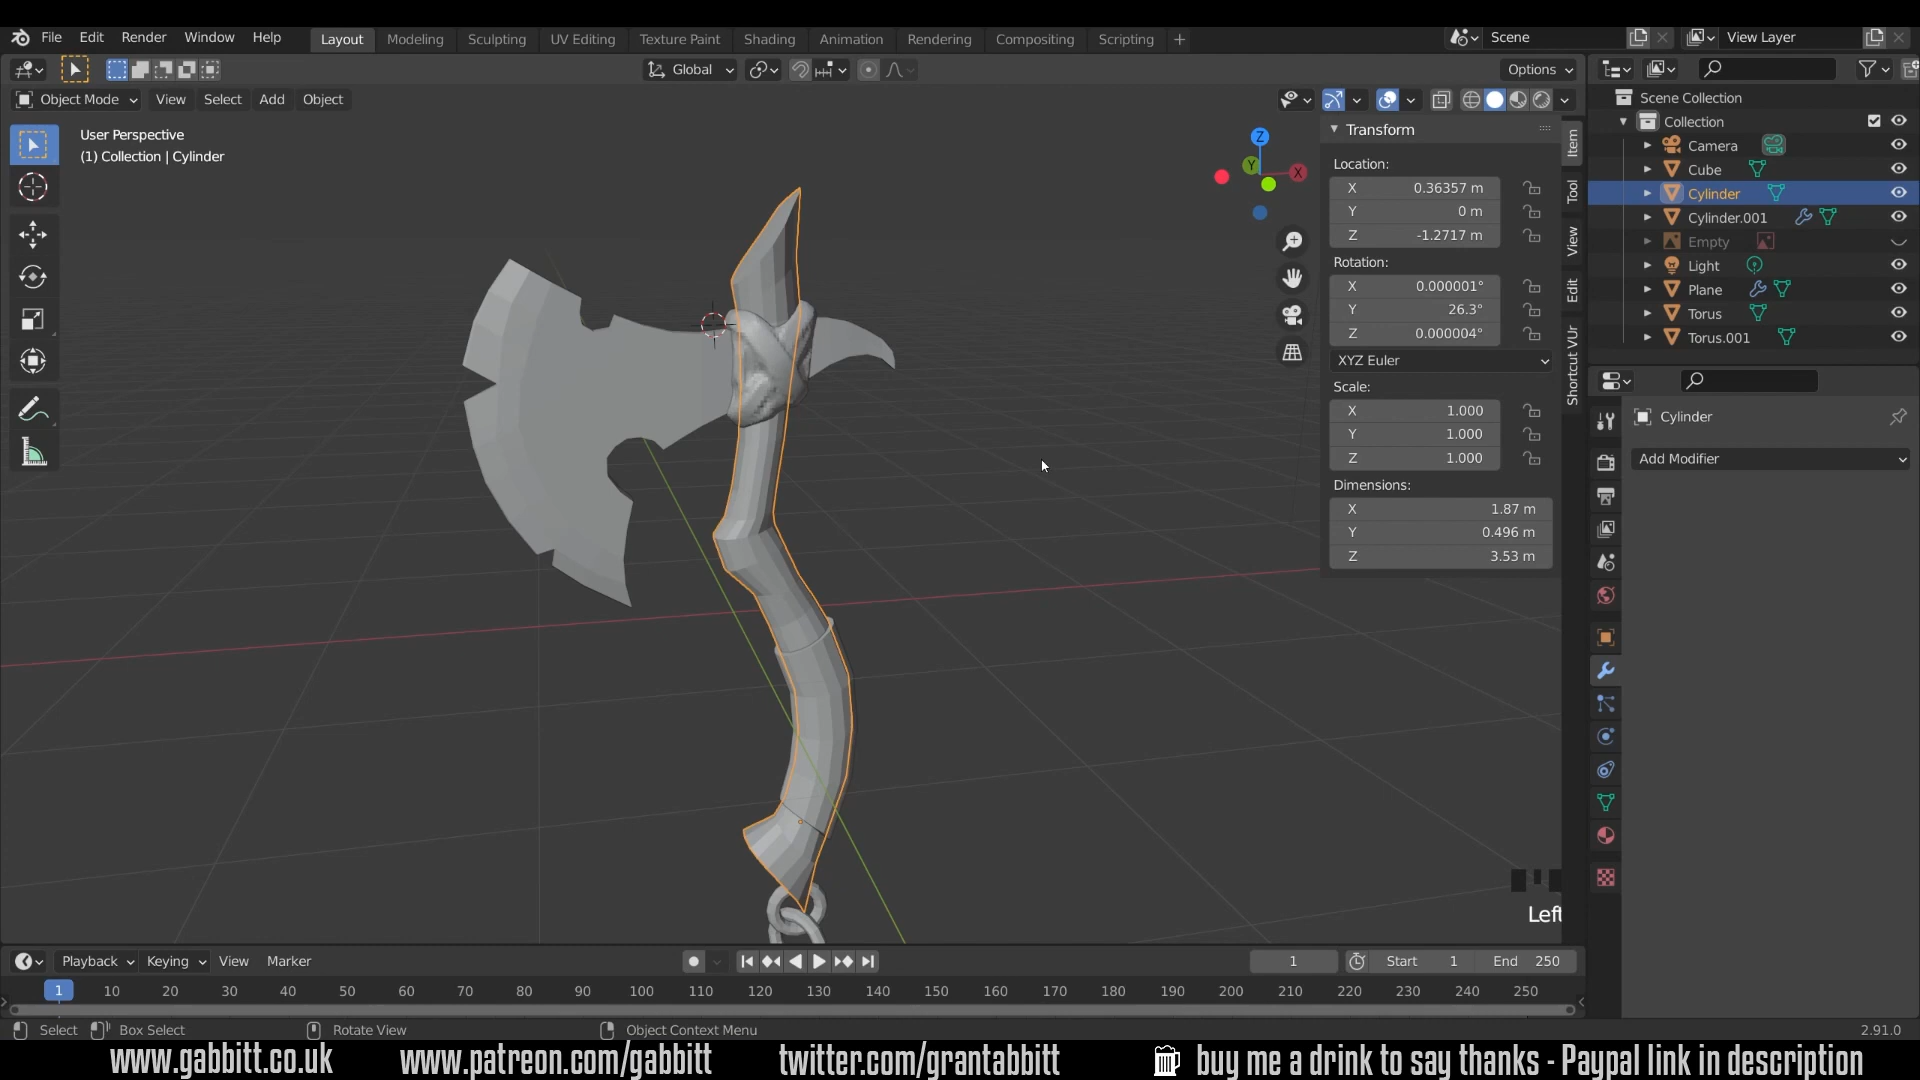 File Edit Render Window Help Layout Modeling Sculpting UV Editing Texture Paint Shading Animation Rendering Compositing Scripting + Scene View Layer
Global Options
Object Mode View Select Add Object
User Perspective
(1) Collection | Cylinder
Z
Y
X
Transform
Location:
X 0.36357 m
Y 0 m
Z -1.2717 m
Rotation:
X 0.000001°
Y 26.3°
Z 0.000004°
XYZ Euler
Scale:
X 1.000
Y 1.000
Z 1.000
Dimensions:
X 1.87 m
Y 0.496 m
Z 3.53 m
Item
Tool
View
Edit
Shortcut VUr
Scene Collection
Collection
Camera
Cube
Cylinder
Cylinder.001
Empty
Light
Plane
Torus
Torus.001
Cylinder
Add Modifier
Left
Playback Keying View Marker 1 Start 1 End 250
1 10 20 30 40 50 60 70 80 90 100 110 120 130 140 150 160 170 180 190 200 210 220 230 240 250
Select Box Select Rotate View Object Context Menu 2.91.0
www.gabbitt.co.uk www.patreon.com/gabbitt twitter.com/grantabbitt buy me a drink to say thanks - Paypal link in description